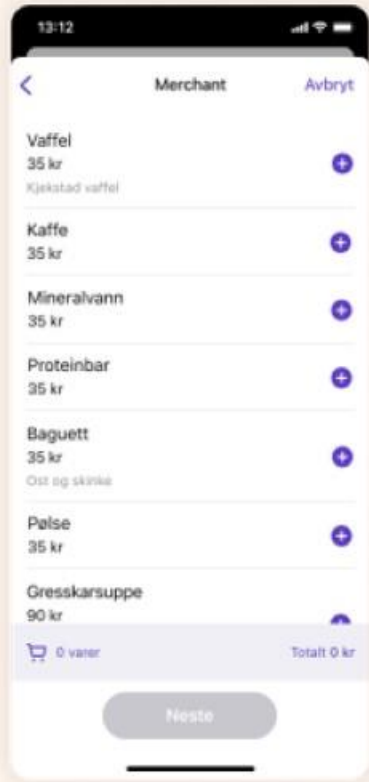 13:12
Merchant Avbryt
Vaffel
35 kr
Kjekstad vaffel
Kaffe
35 kr
Mineralvann
35 kr
Proteinbar
35 kr
Baguett
35 kr
Ost og skinke
Pølse
35 kr
Gresskarsuppe
90 kr
0 varer Totalt 0 kr
Neste